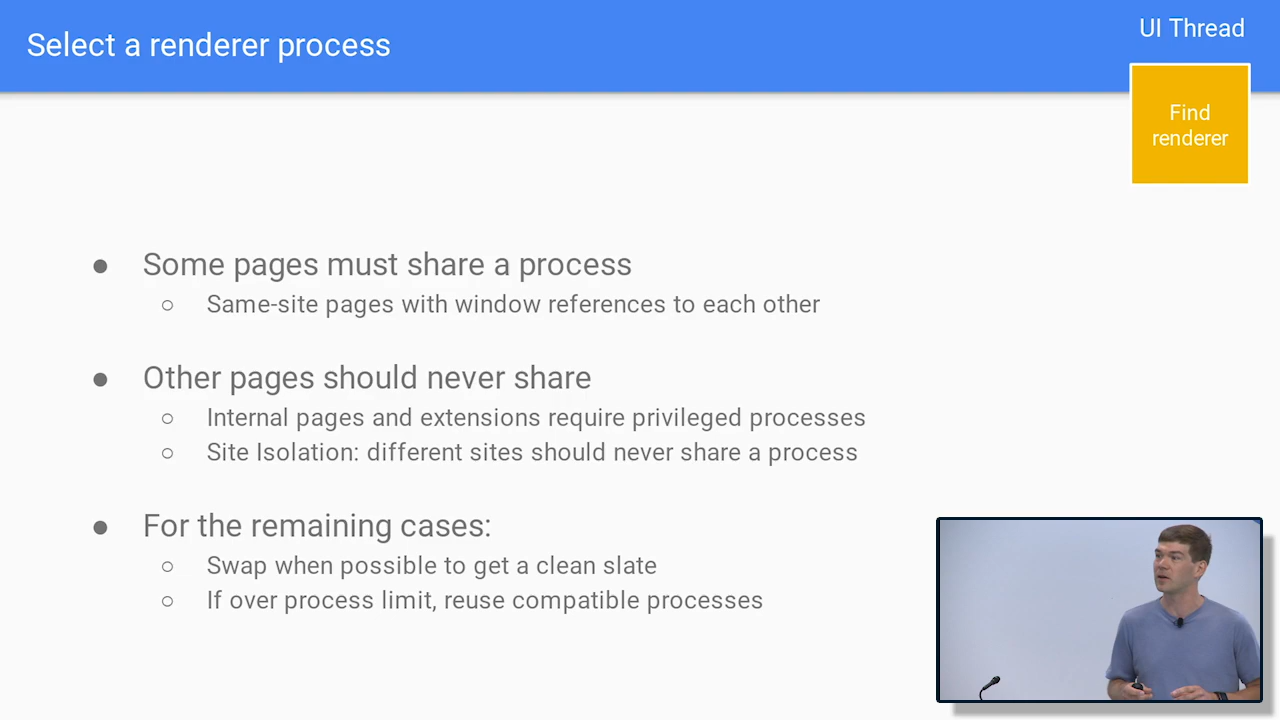 Select a renderer process
UI Thread
Find
renderer
● Some pages must share a process
○ Same-site pages with window references to each other
● Other pages should never share
○ Internal pages and extensions require privileged processes
○ Site Isolation: different sites should never share a process
● For the remaining cases:
○ Swap when possible to get a clean slate
○ If over process limit, reuse compatible processes